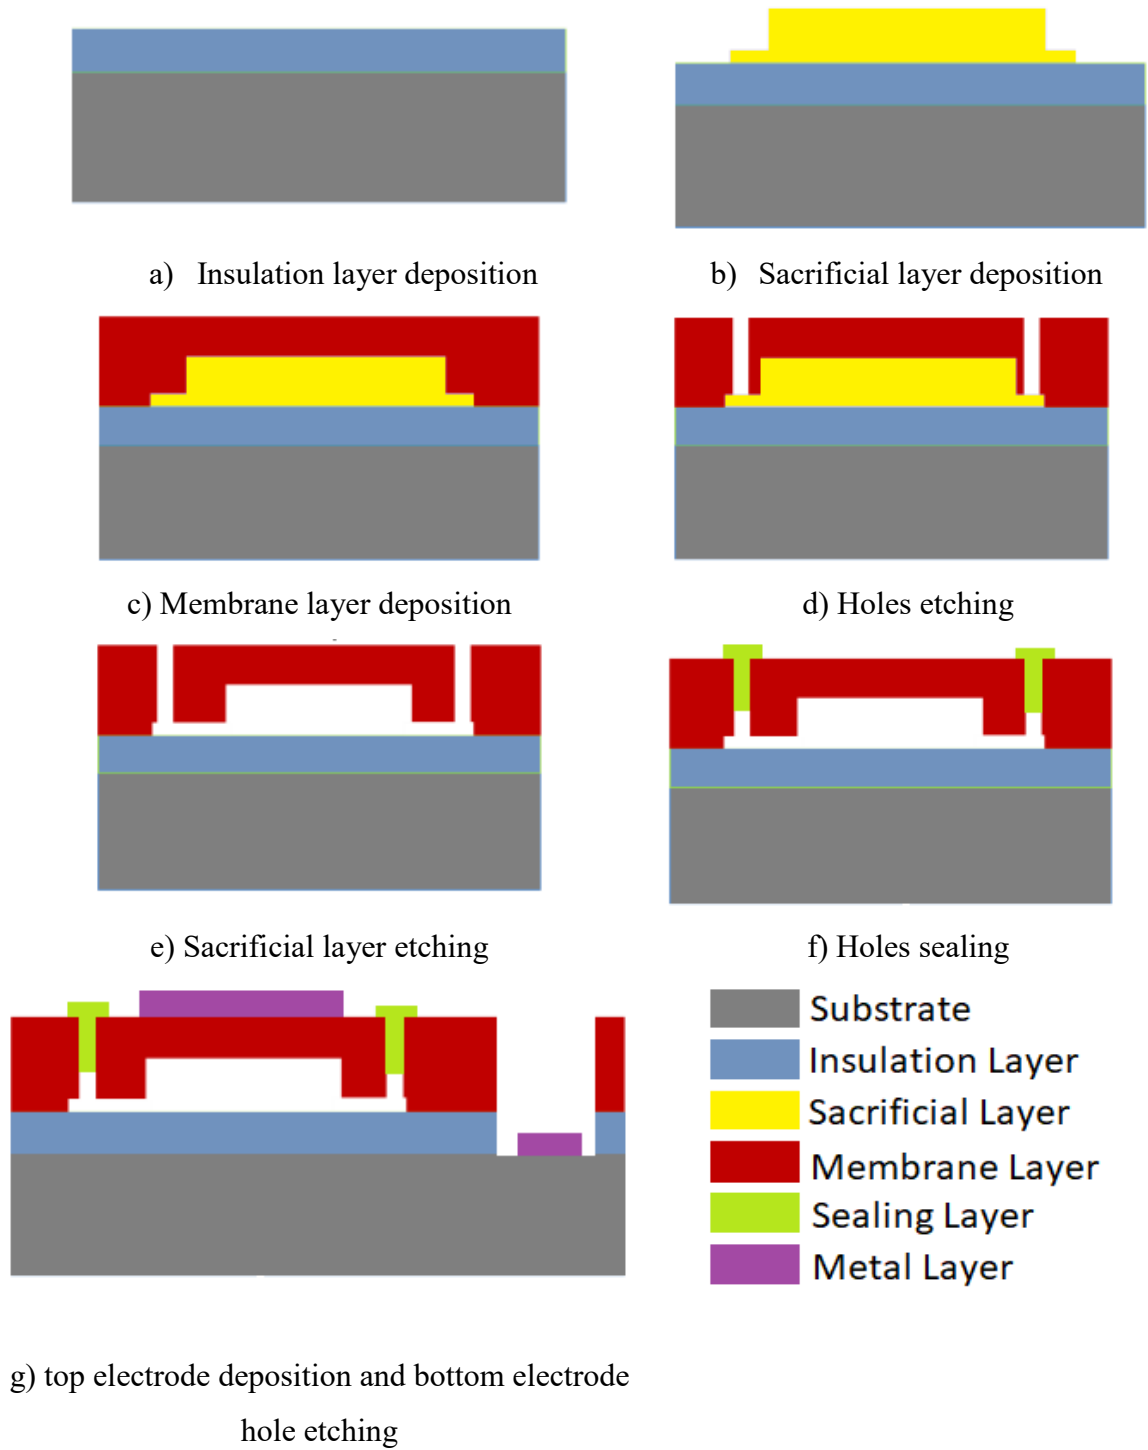 a) Insulation layer deposition
b) Sacrificial layer deposition
c) Membrane layer deposition
d) Holes etching
e) Sacrificial layer etching
f) Holes sealing
Substrate
Insulation Layer
Sacrificial Layer
Membrane Layer
Sealing Layer
Metal Layer
g) top electrode deposition and bottom electrode
hole etching